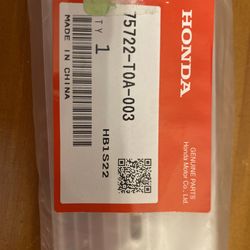 HONDA
GENUINE PARTS
Honda Motor Co., Ltd.
75722-T0A-003
TY
1
HB1S22
MADE IN CHINA